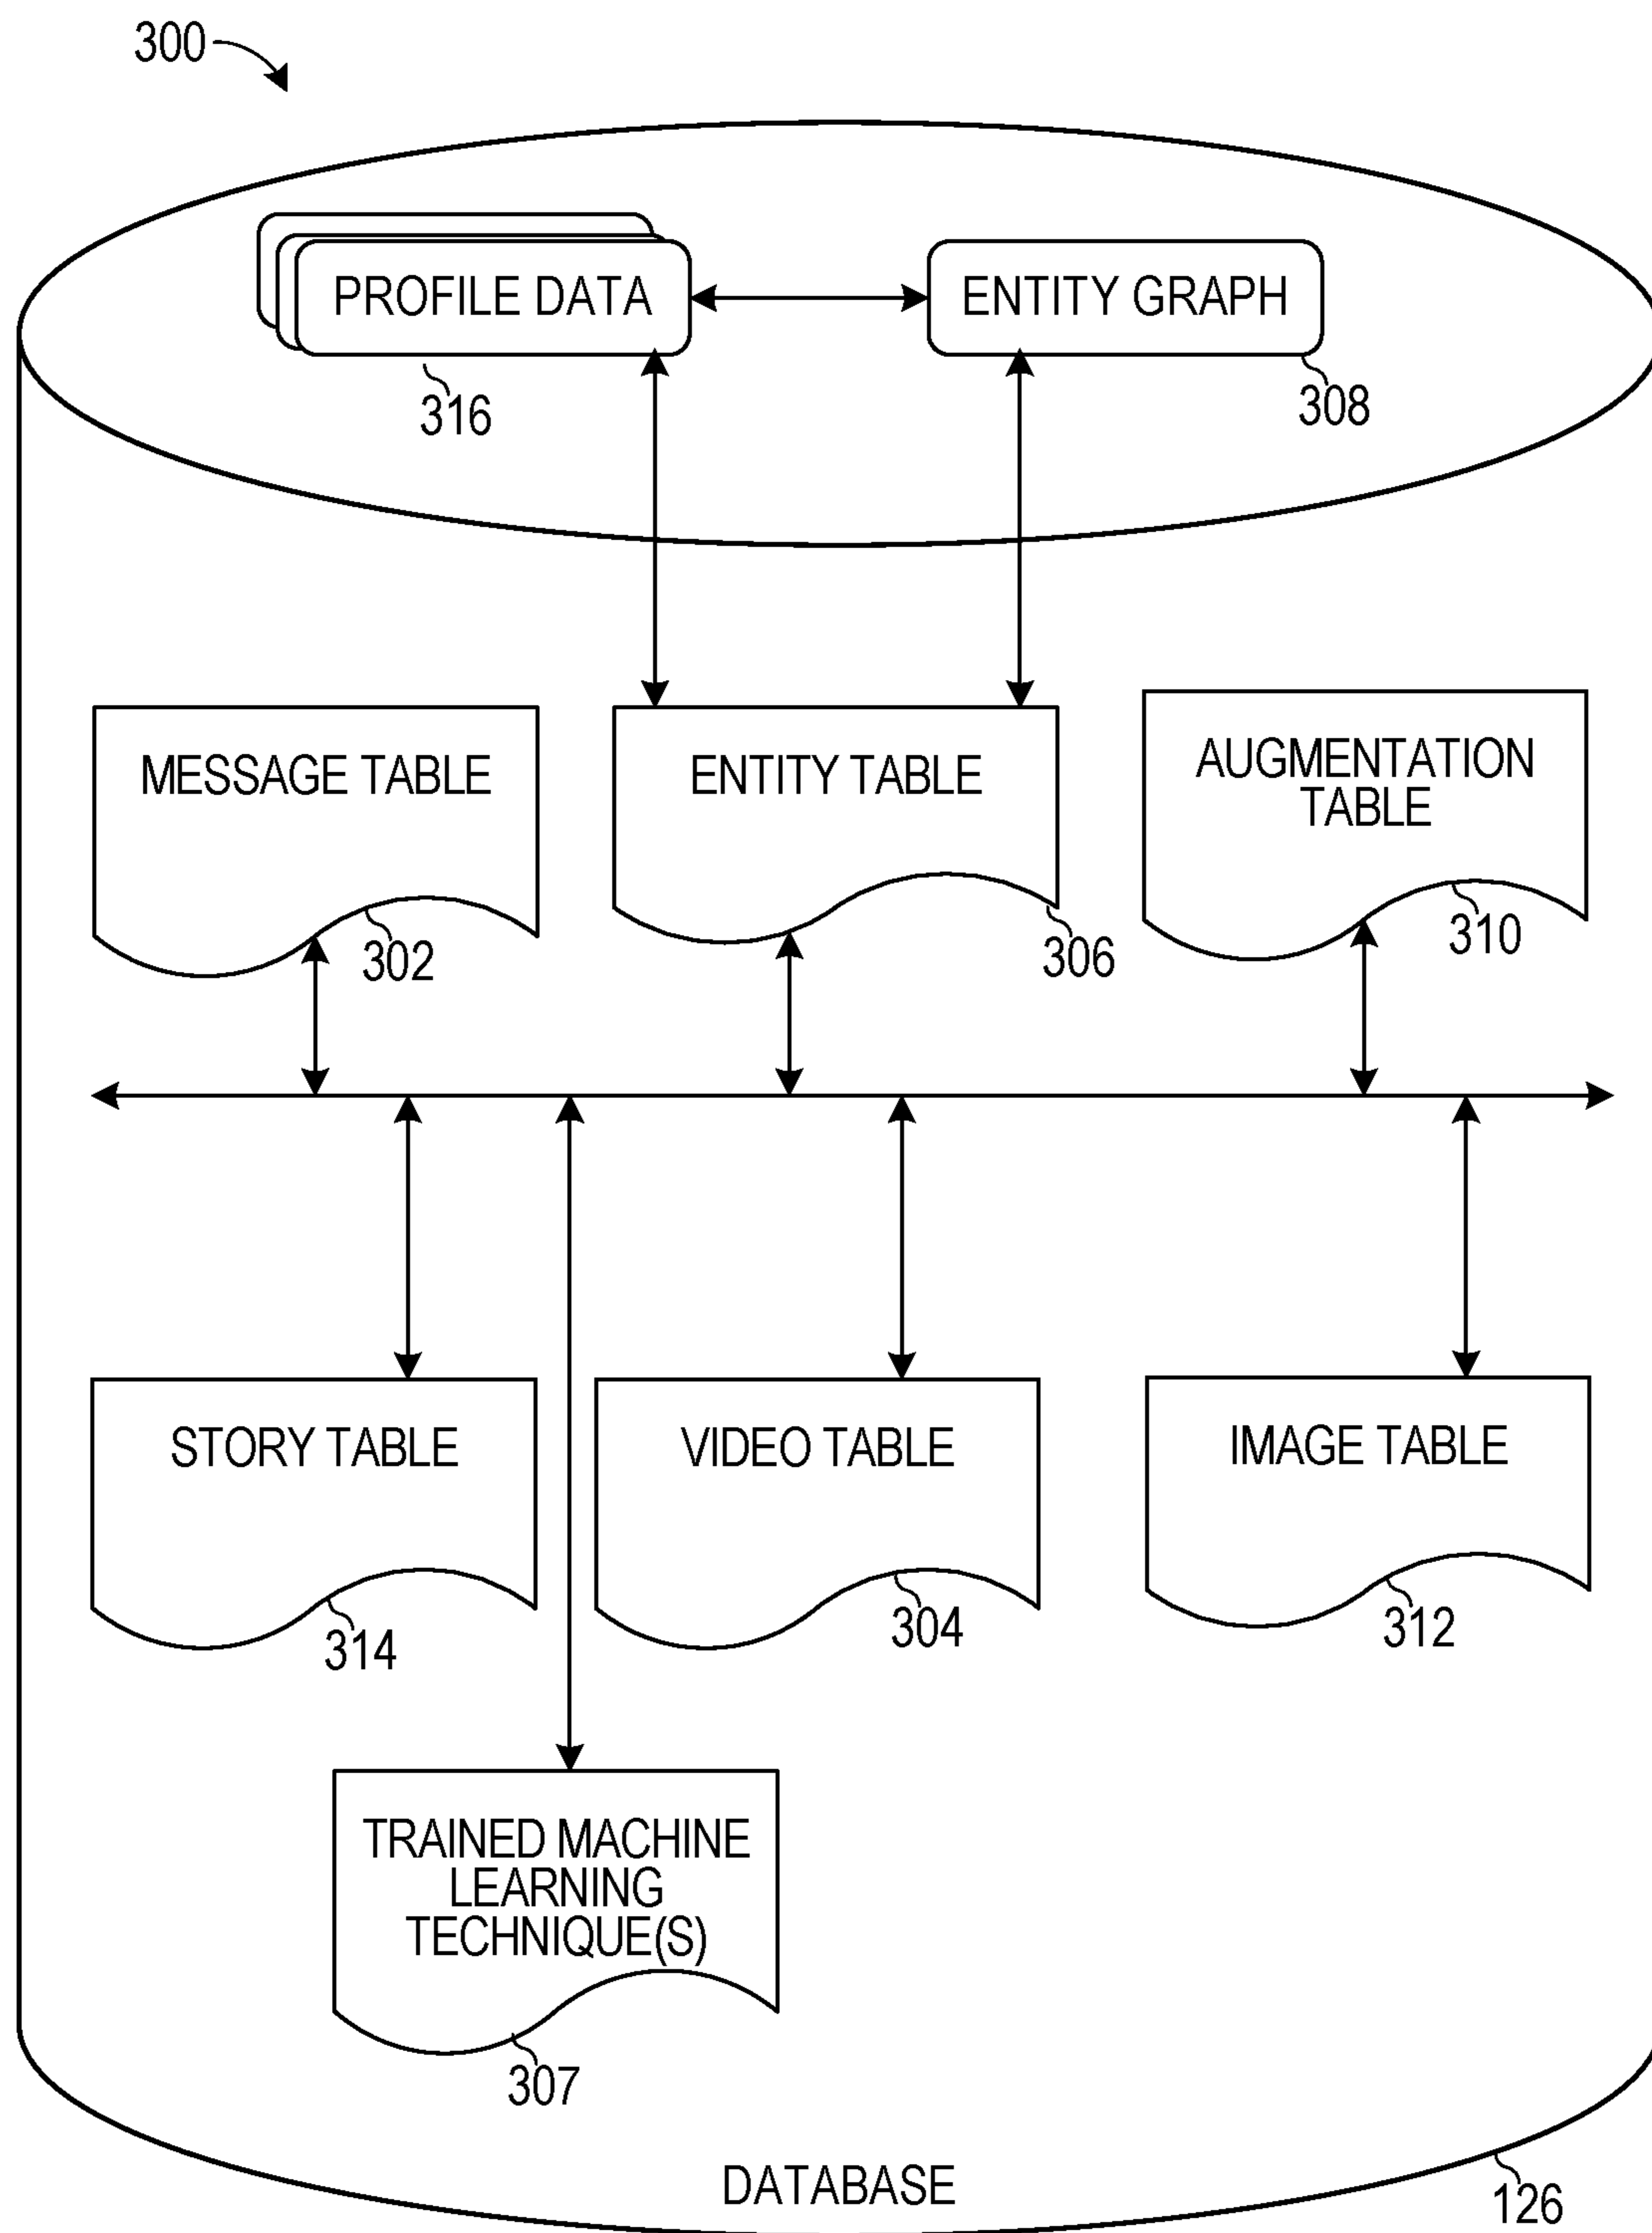 300
PROFILE DATA
ENTITY GRAPH
316
308
MESSAGE TABLE
ENTITY TABLE
AUGMENTATION
TABLE
302
306
310
STORY TABLE
VIDEO TABLE
IMAGE TABLE
314
304
312
TRAINED MACHINE
LEARNING
TECHNIQUE(S)
307
DATABASE
126